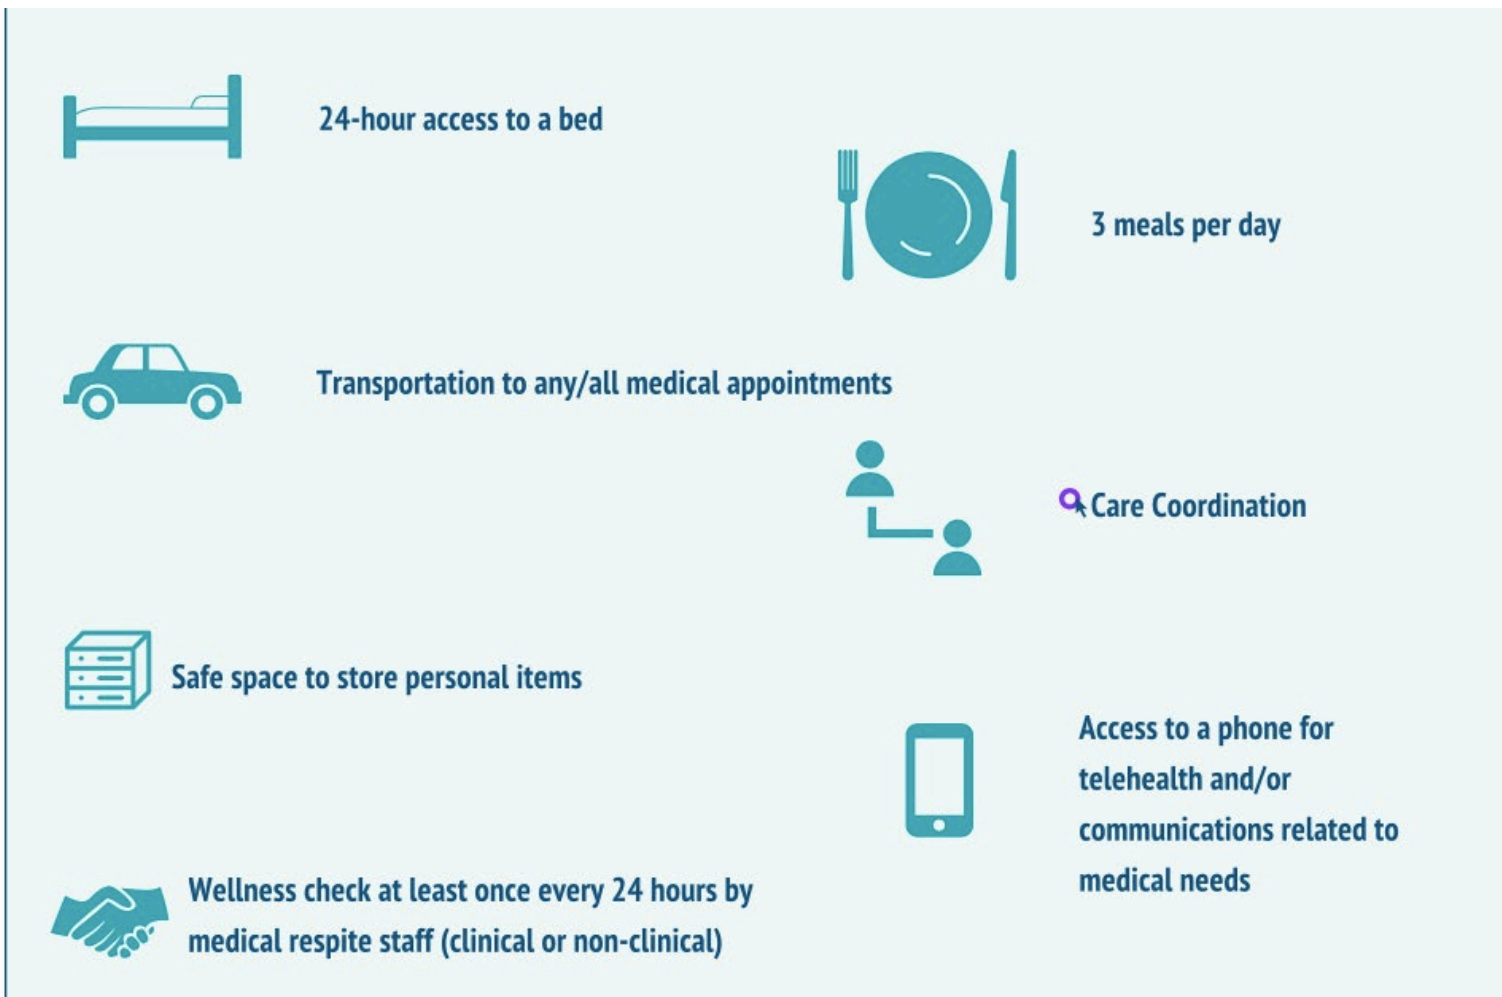 24-hour access to a bed
3 meals per day
Transportation to any/all medical appointments
Care Coordination
Safe space to store personal items
Access to a phone for
telehealth and/or
communications related to
medical needs
Wellness check at least once every 24 hours by
medical respite staff (clinical or non-clinical)